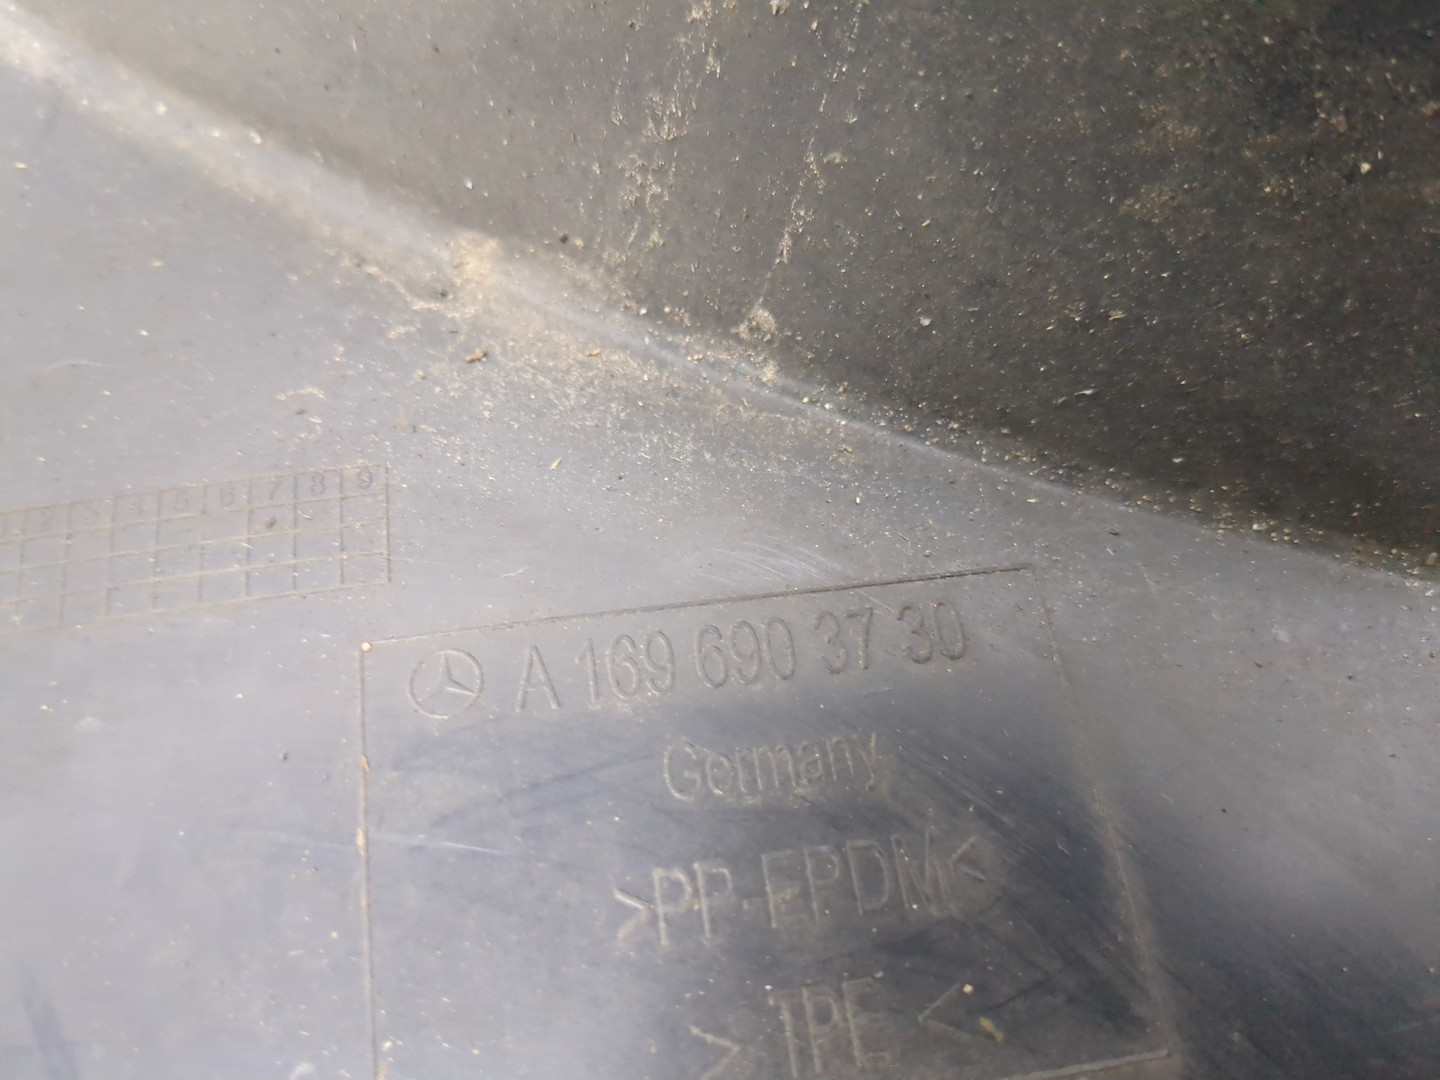 1 2 3 4 5 6 7 8 9
A 169 690 37 30
Germany
>PP-EPDM<
> TPE <